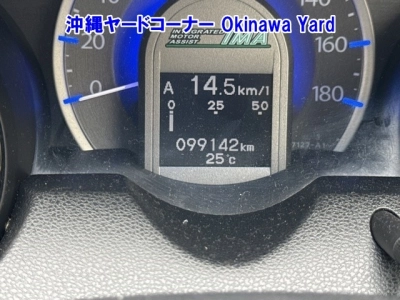 沖縄ヤードコーナー Okinawa Yard
INTEGRATED MOTOR ASSIST IMA
20
0
160
180
A 14.5km/l
0 25 50
099142km
25℃